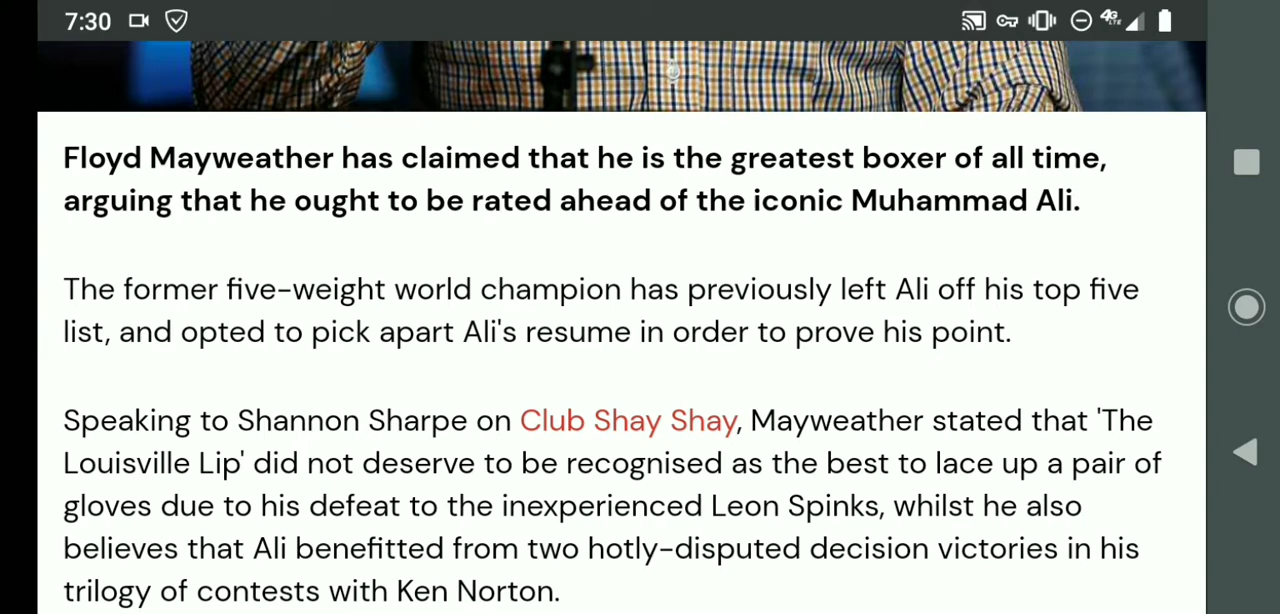 7:30
4G
LTE
Floyd Mayweather has claimed that he is the greatest boxer of all time,
arguing that he ought to be rated ahead of the iconic Muhammad Ali.
The former five-weight world champion has previously left Ali off his top five
list, and opted to pick apart Ali's resume in order to prove his point.
Speaking to Shannon Sharpe on Club Shay Shay, Mayweather stated that 'The
Louisville Lip' did not deserve to be recognised as the best to lace up a pair of
gloves due to his defeat to the inexperienced Leon Spinks, whilst he also
believes that Ali benefitted from two hotly-disputed decision victories in his
trilogy of contests with Ken Norton.